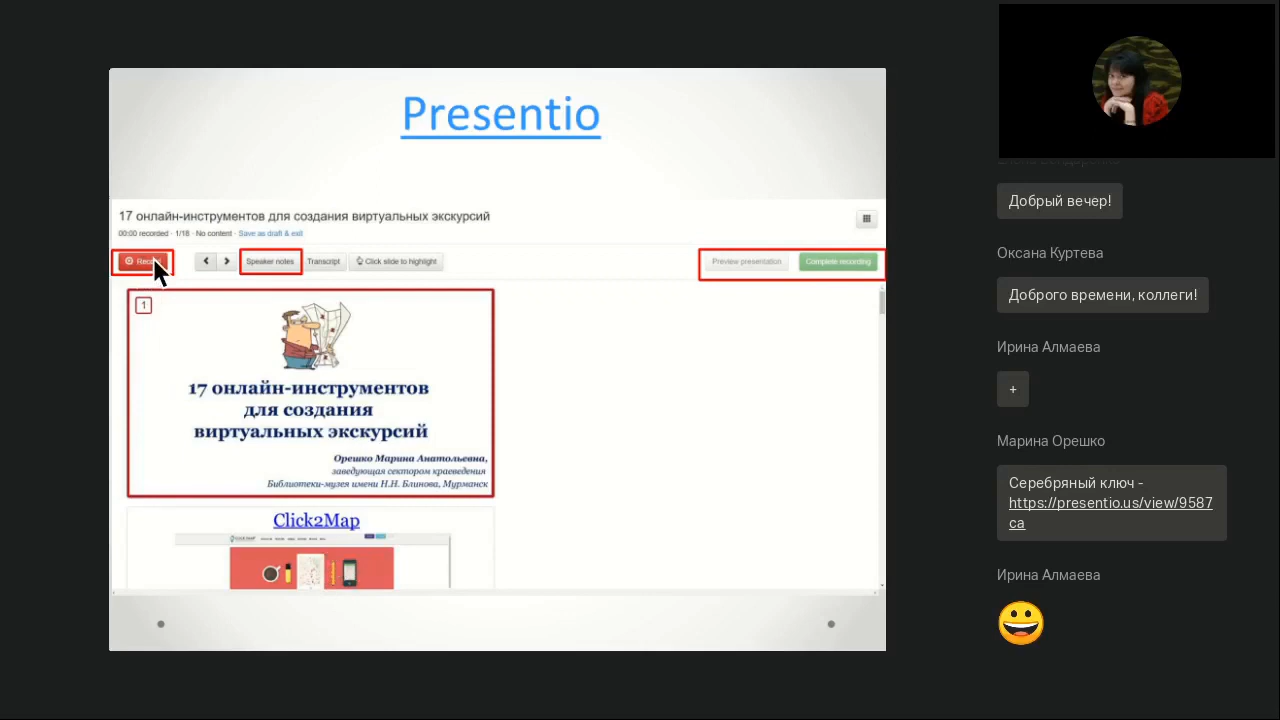 Presentio
17 онлайн-инструментов для создания виртуальных экскурсий
00:00 recorded · 1/18 · No content · Save as draft & exit
Speaker notes
Transcript
Click slide to highlight
Preview presentation
Complete recording
1
17 онлайн-инструментов
для создания
виртуальных экскурсий
Орешко Марина Анатольевна,
заведующая сектором краеведения
Библиотеки-музея имени Н.Н. Блинова, Мурманск
Click2Map
Добрый вечер!
Оксана Куртева
Доброго времени, коллеги!
Ирина Алмаева
+
Марина Орешко
Серебряный ключ -
https://presentio.us/view/9587
ca
Ирина Алмаева